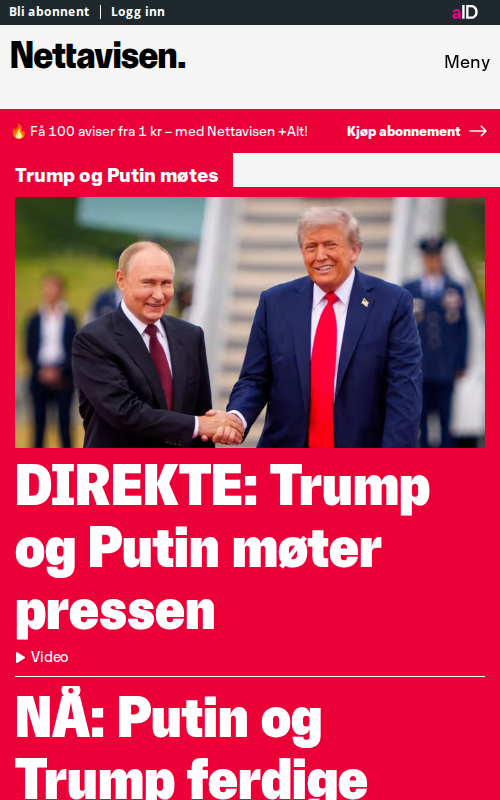 Bli abonnent | Logg inn
aID
Nettavisen.
Meny
🔥 Få 100 aviser fra 1 kr – med Nettavisen +Alt!
Kjøp abonnement →
Trump og Putin møtes
DIREKTE: Trump
og Putin møter
pressen
Video
NÅ: Putin og
Trump ferdige